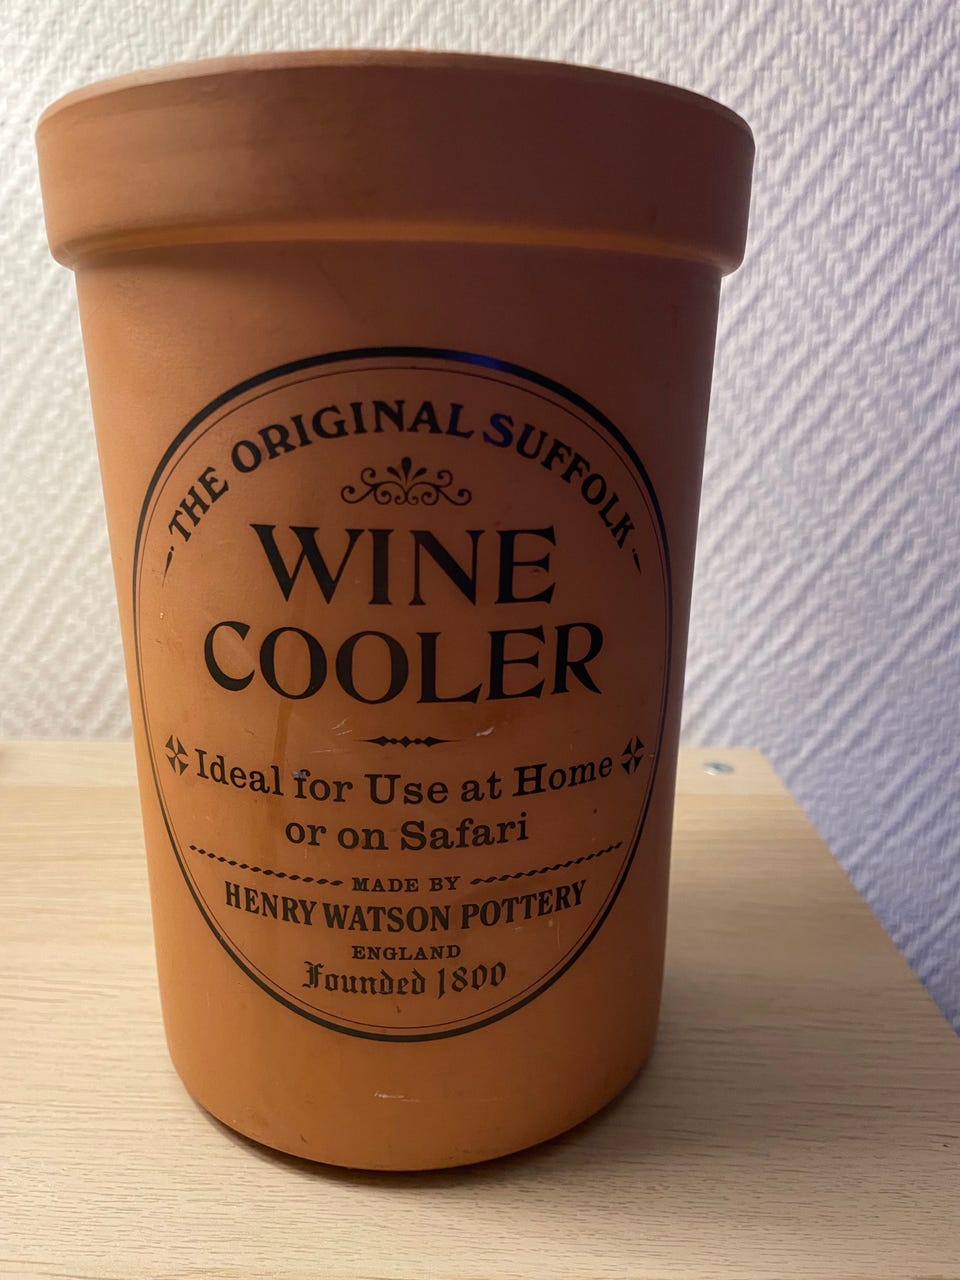 THE ORIGINAL SUFFOLK
WINE
COOLER
Ideal for Use at Home
or on Safari
MADE BY
HENRY WATSON POTTERY
ENGLAND
Founded 1800